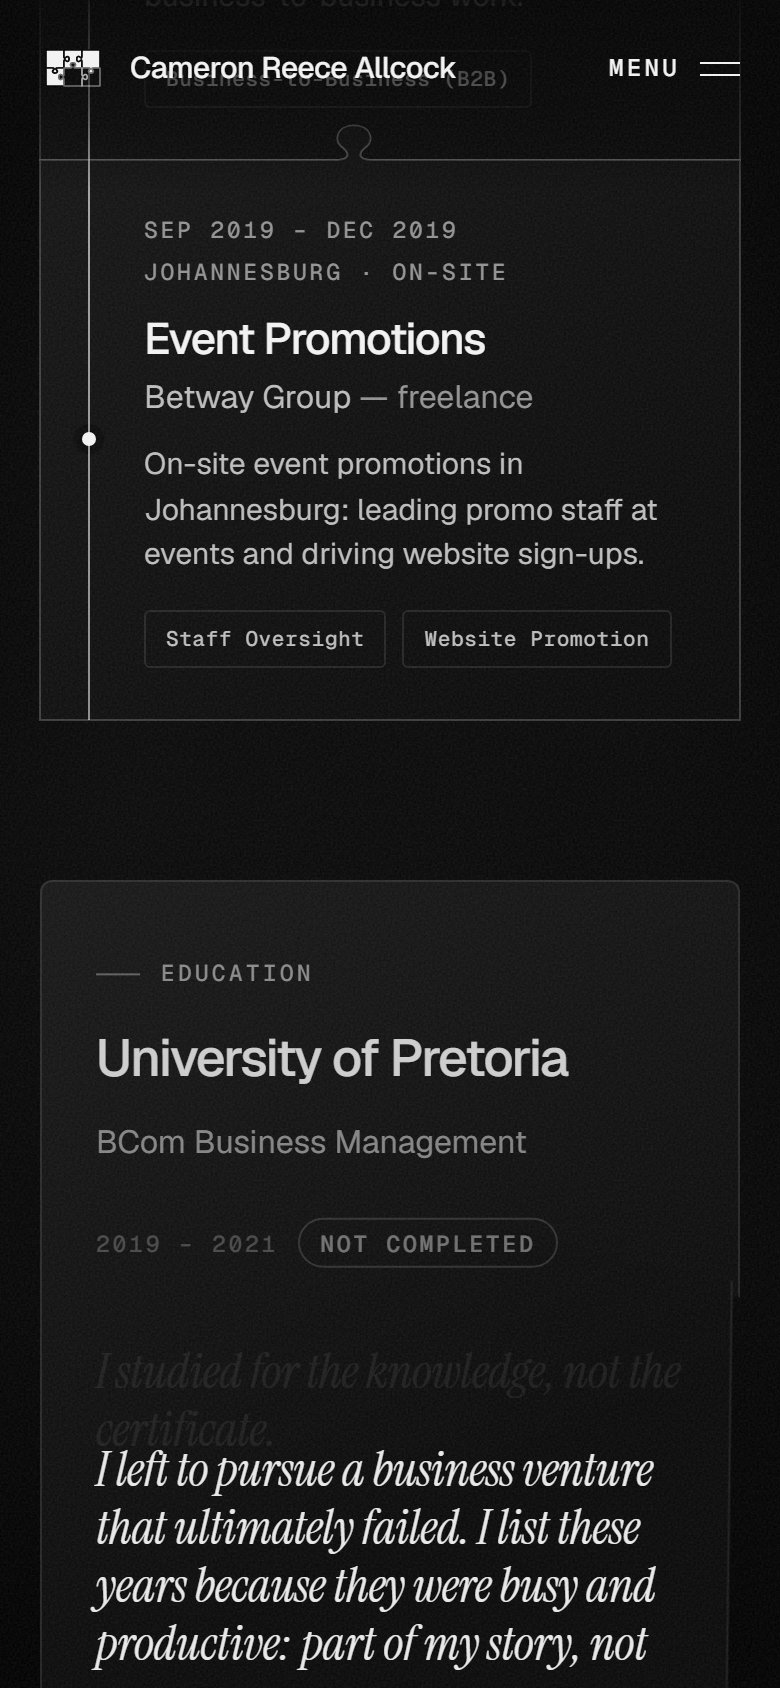 business-to-business work.
Cameron Reece Allcock
MENU
Business-to-Business (B2B)
SEP 2019 – DEC 2019
JOHANNESBURG · ON-SITE
Event Promotions
Betway Group — freelance
On-site event promotions in
Johannesburg: leading promo staff at
events and driving website sign-ups.
Staff Oversight
Website Promotion
EDUCATION
University of Pretoria
BCom Business Management
2019 – 2021
NOT COMPLETED
I studied for the knowledge, not the
certificate.
I left to pursue a business venture
that ultimately failed. I list these
years because they were busy and
productive: part of my story, not